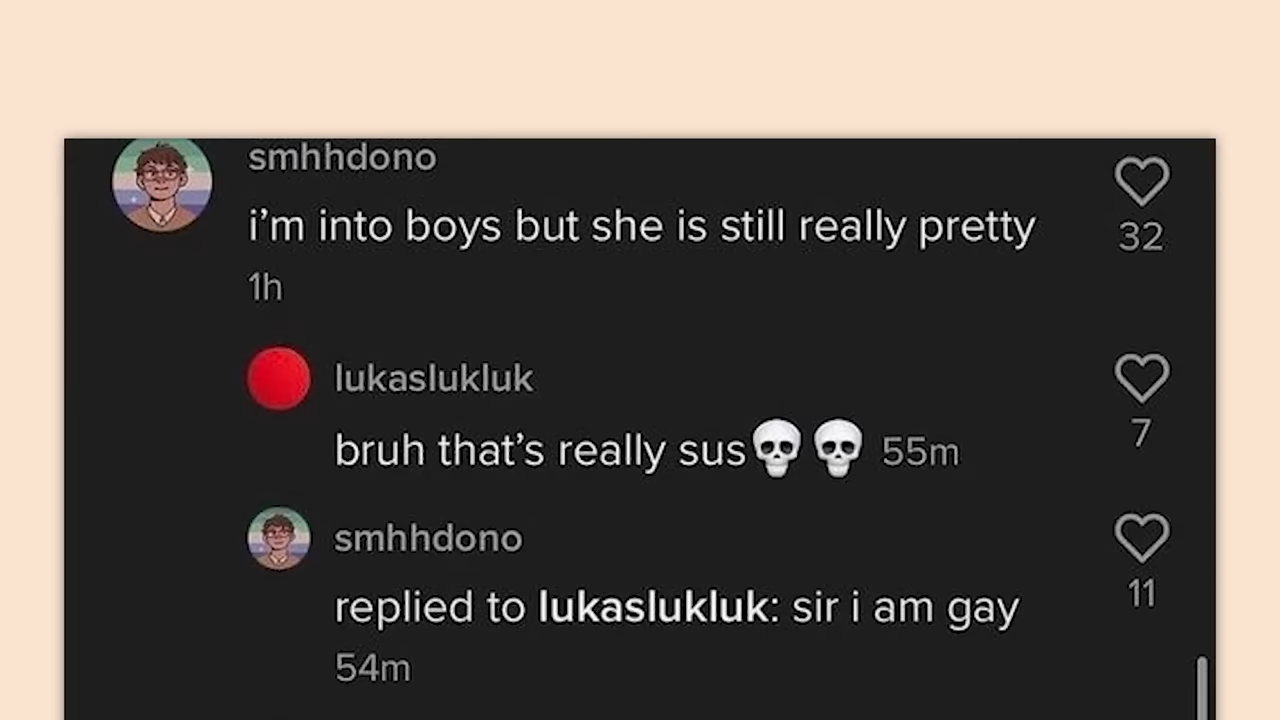 smhhdono
i’m into boys but she is still really pretty
32
1h
lukaslukluk
bruh that’s really sus💀💀 55m
7
smhhdono
replied to lukaslukluk: sir i am gay
11
54m